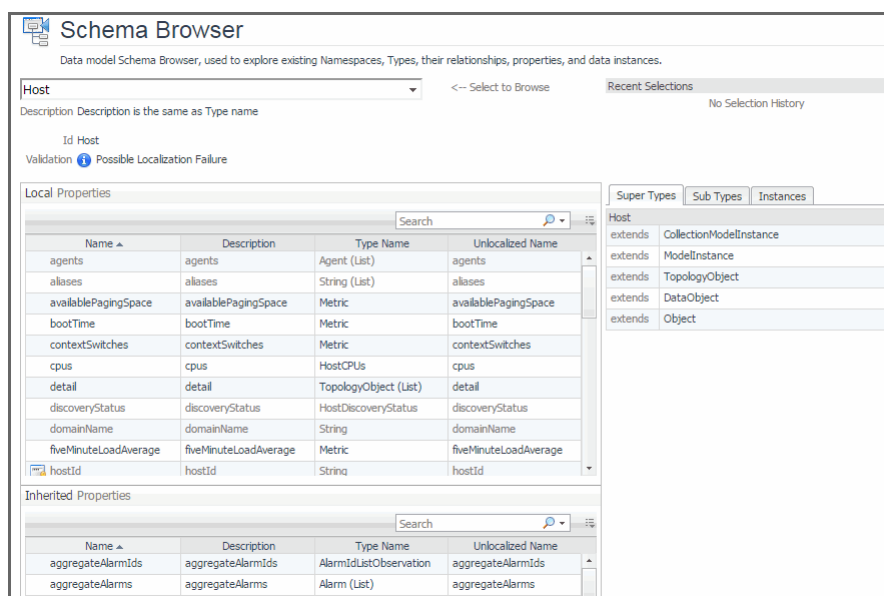 Schema Browser
Data model Schema Browser, used to explore existing Namespaces, Types, their relationships, properties, and data instances.
Host <-- Select to Browse Recent Selections
No Selection History
Description Description is the same as Type name
Id Host
Validation Possible Localization Failure
Local Properties
Super Types Sub Types Instances
Search
Host
Name Description Type Name Unlocalized Name
extends CollectionModelInstance
agents agents Agent (List) agents
extends ModelInstance
aliases aliases String (List) aliases
extends TopologyObject
availablePagingSpace availablePagingSpace Metric availablePagingSpace
extends DataObject
bootTime bootTime Metric bootTime
extends Object
contextSwitches contextSwitches Metric contextSwitches
cpus cpus HostCPUs cpus
detail detail TopologyObject (List) detail
discoveryStatus discoveryStatus HostDiscoveryStatus discoveryStatus
domainName domainName String domainName
fiveMinuteLoadAverage fiveMinuteLoadAverage Metric fiveMinuteLoadAverage
hostId hostId String hostId
Inherited Properties
Search
Name Description Type Name Unlocalized Name
aggregateAlarmIds aggregateAlarmIds AlarmIdListObservation aggregateAlarmIds
aggregateAlarms aggregateAlarms Alarm (List) aggregateAlarms